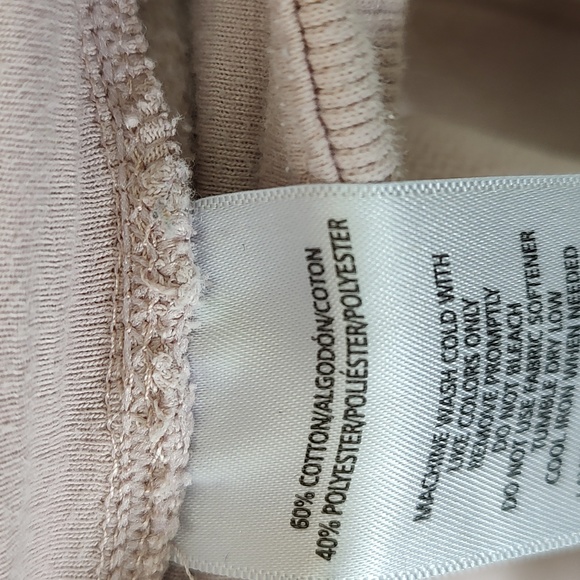 60% COTTON/ALGODÓN/COTON
40% POLYESTER/POLIÉSTER/POLYESTER
MACHINE WASH COLD WITH
LIKE COLORS ONLY
REMOVE PROMPTLY
DO NOT BLEACH
DO NOT USE FABRIC SOFTENER
TUMBLE DRY LOW
COOL IRON WHEN NEEDED